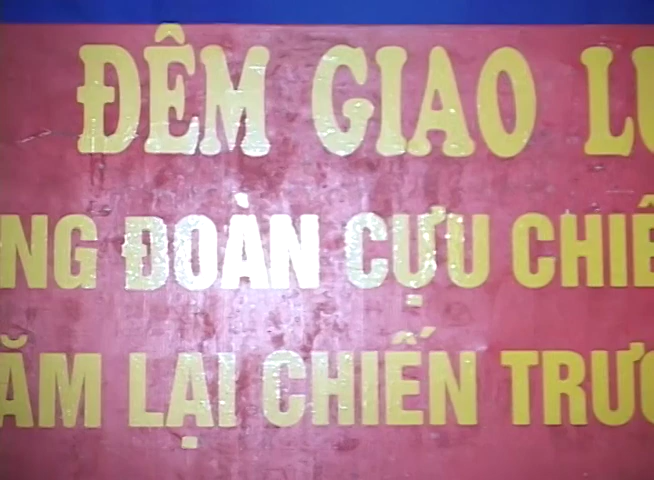 ĐÊM GIAO LƯ
NG ĐOÀN CỰU CHIẾ
ĂM LẠI CHIẾN TRƯỜ